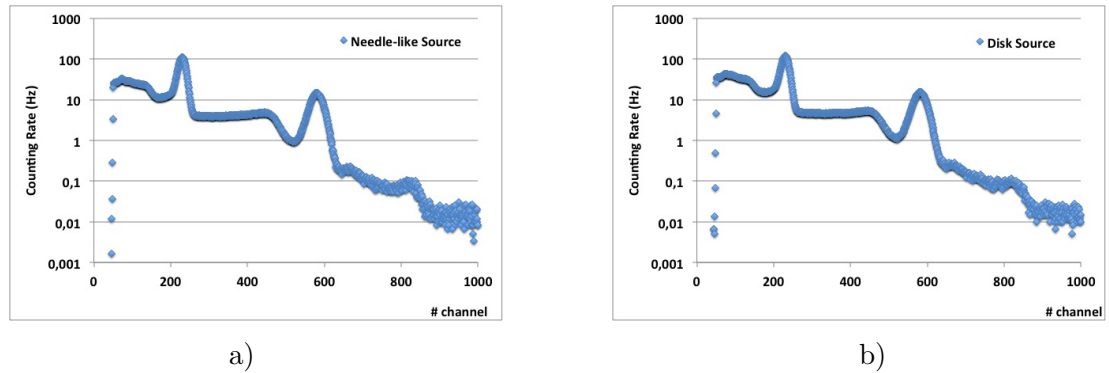 1000
100
10
1
0,1
0,01
0,001
Counting Rate (Hz)
Needle-like Source
0 200 400 600 800 1000
# channel
a)
1000
100
10
1
0,1
0,01
0,001
Counting Rate (Hz)
Disk Source
0 200 400 600 800 1000
# channel
b)